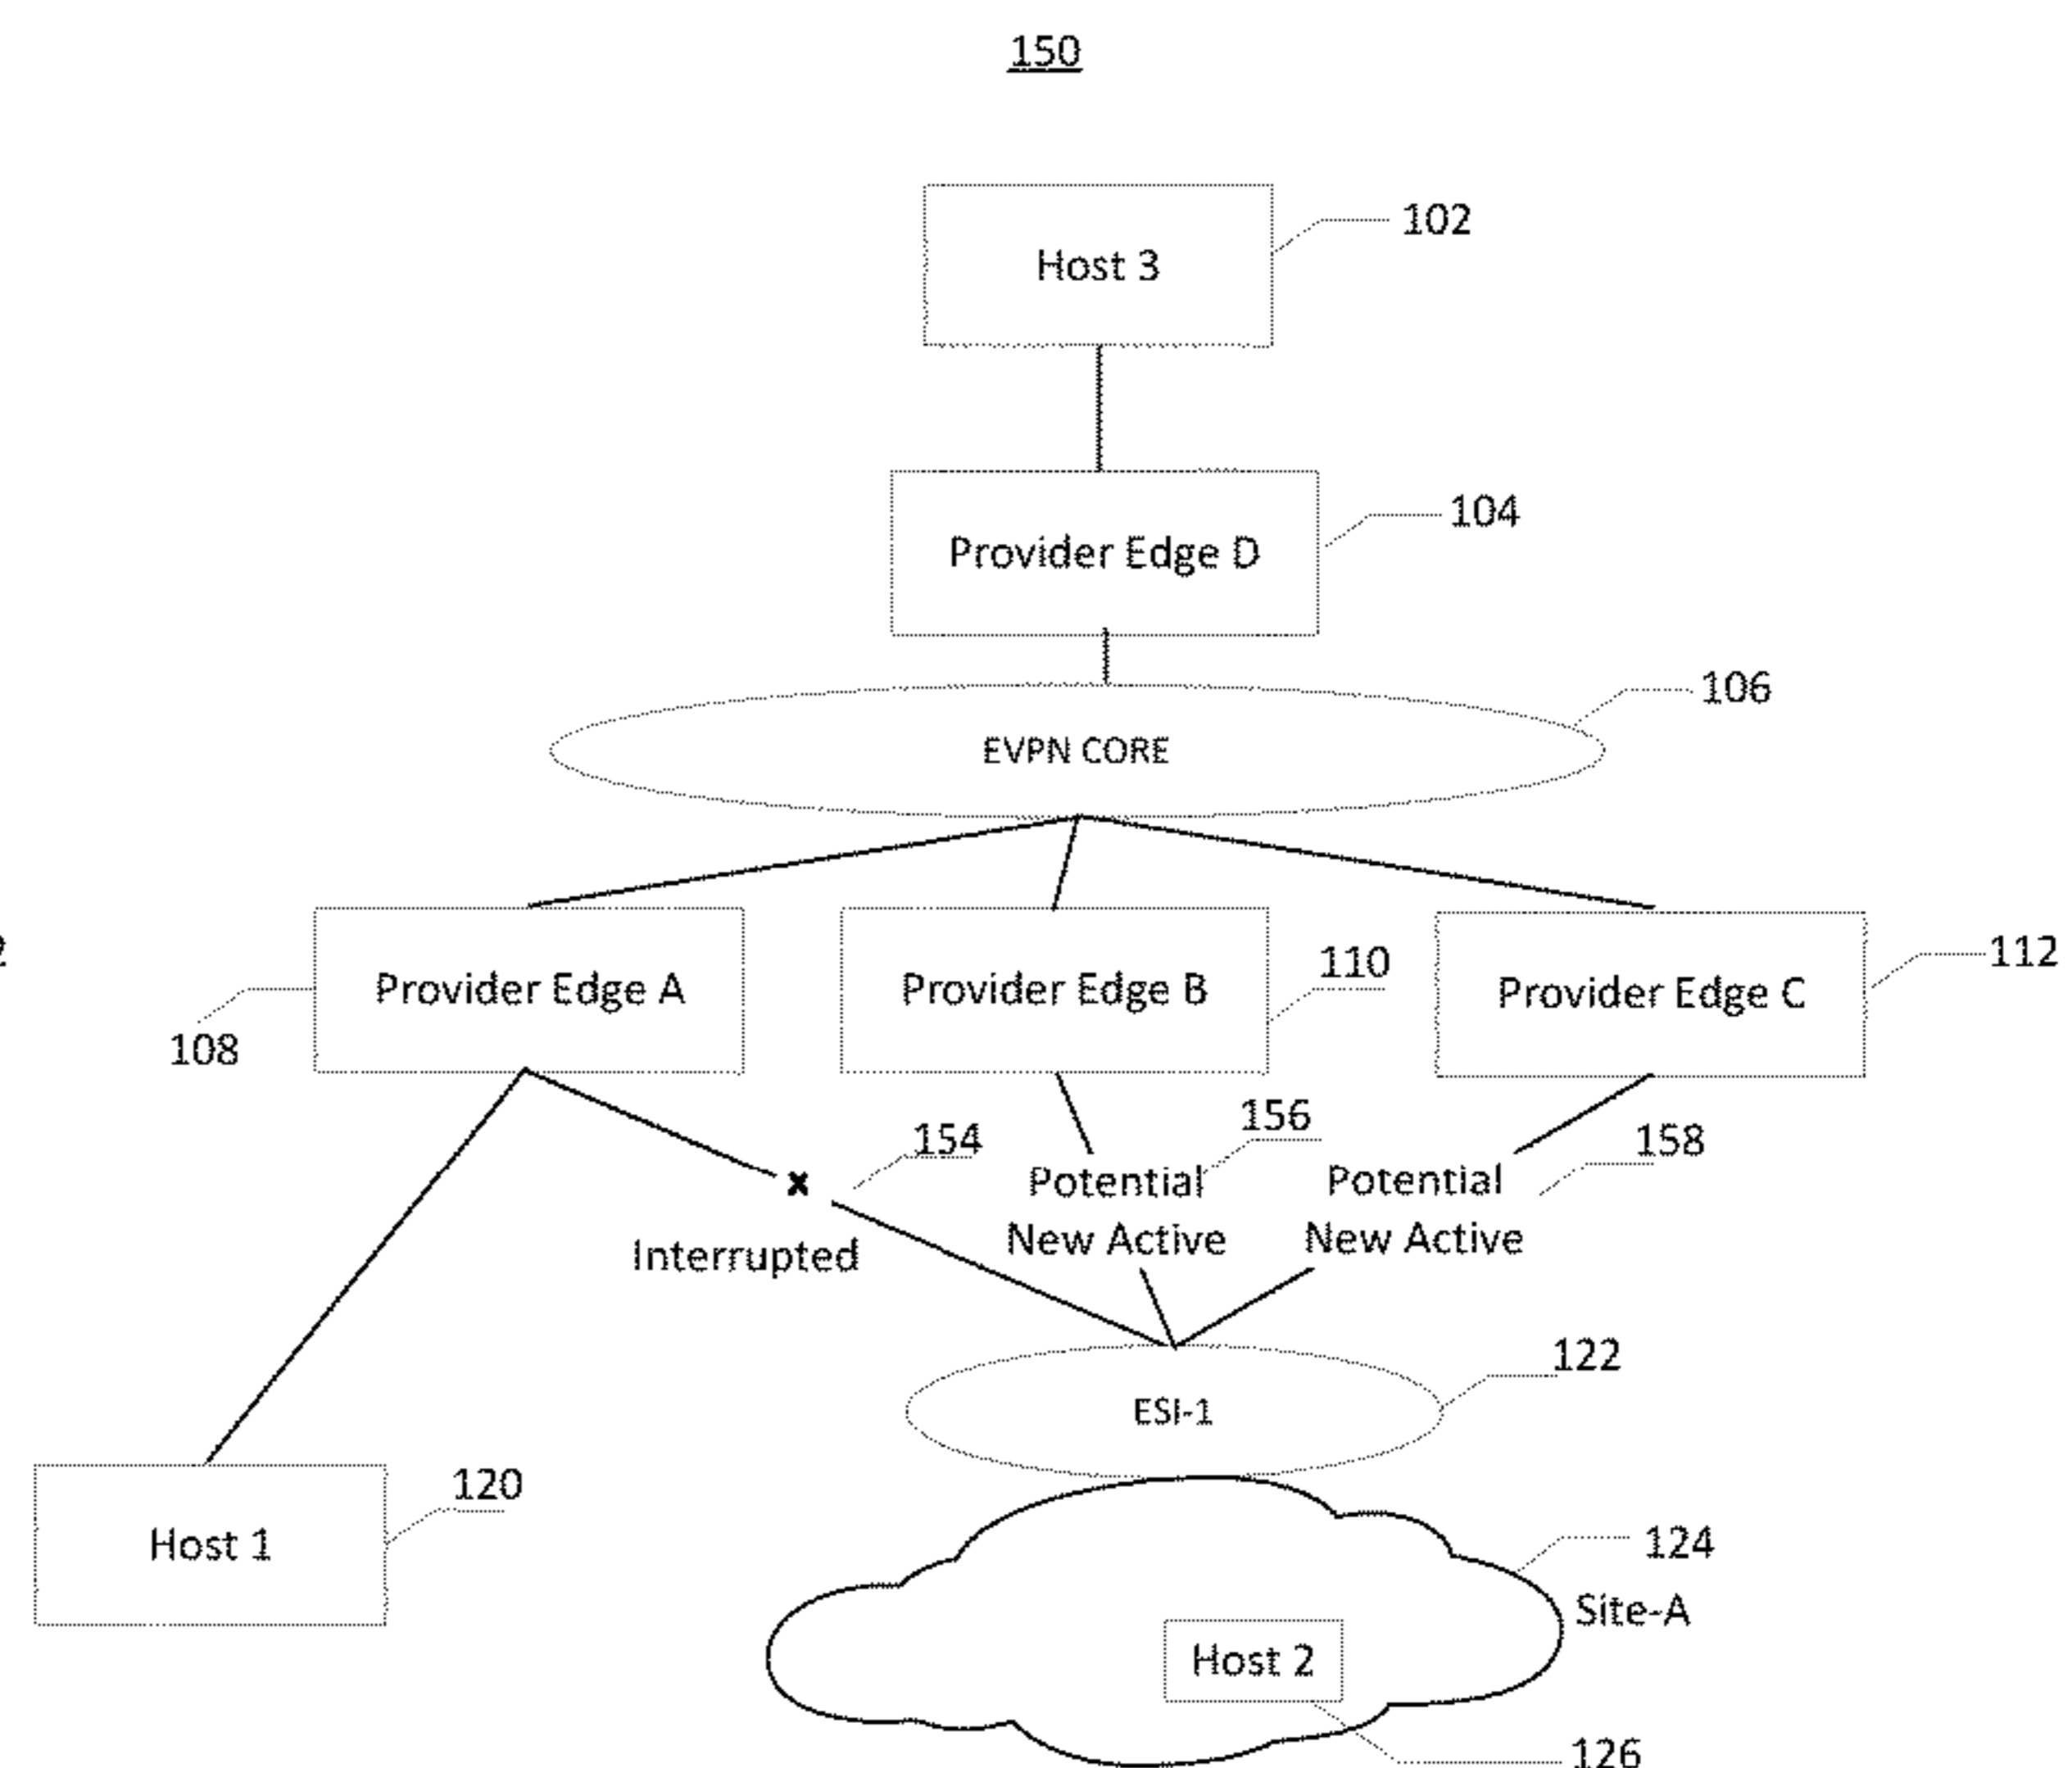 150
102
Host 3
104
Provider Edge D
106
EVPN CORE
112
110
Provider Edge A
Provider Edge B
Provider Edge C
108
156
154
158
Potential
Potential
x
New Active
New Active
Interrupted
122
ESI-1
120
Host 1
124
Site-A
Host 2
126